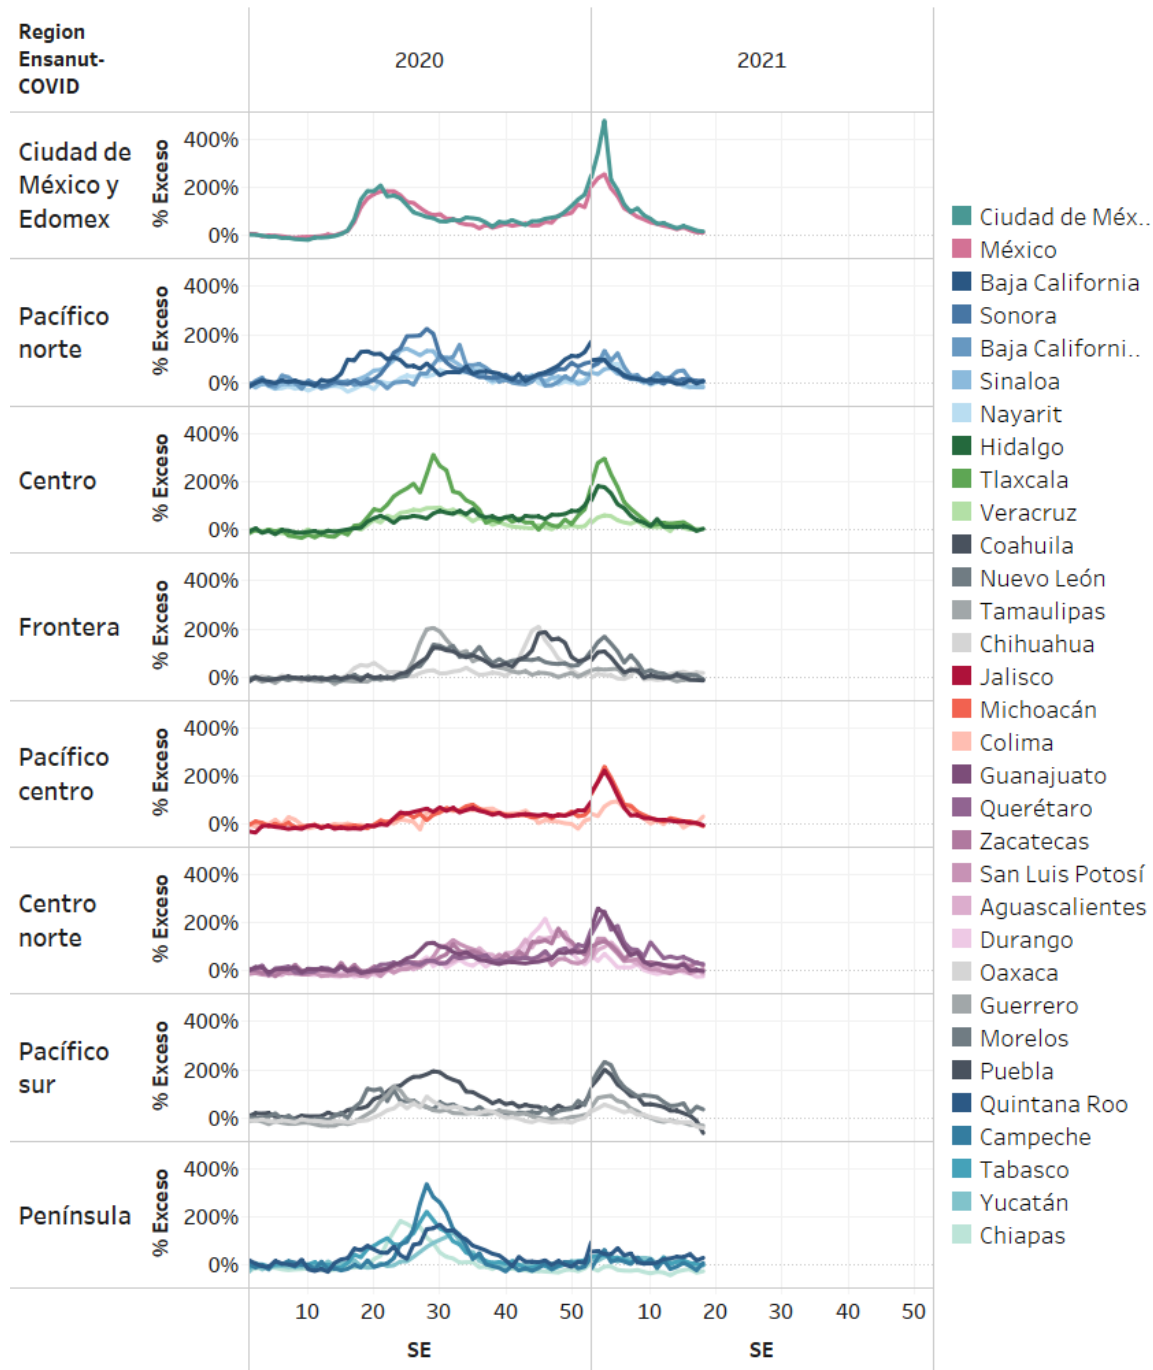 Region
Ensanut-
COVID
2020
2021
Ciudad de
México y
Edomex
% Exceso
400%
200%
0%
Pacífico
norte
% Exceso
400%
200%
0%
Centro
% Exceso
400%
200%
0%
Frontera
% Exceso
400%
200%
0%
Pacífico
centro
% Exceso
400%
200%
0%
Centro
norte
% Exceso
400%
200%
0%
Pacífico
sur
% Exceso
400%
200%
0%
Península
% Exceso
400%
200%
0%
10 20 30 40 50 10 20 30 40 50
SE SE
Ciudad de Méx..
México
Baja California
Sonora
Baja Californi..
Sinaloa
Nayarit
Hidalgo
Tlaxcala
Veracruz
Coahuila
Nuevo León
Tamaulipas
Chihuahua
Jalisco
Michoacán
Colima
Guanajuato
Querétaro
Zacatecas
San Luis Potosí
Aguascalientes
Durango
Oaxaca
Guerrero
Morelos
Puebla
Quintana Roo
Campeche
Tabasco
Yucatán
Chiapas